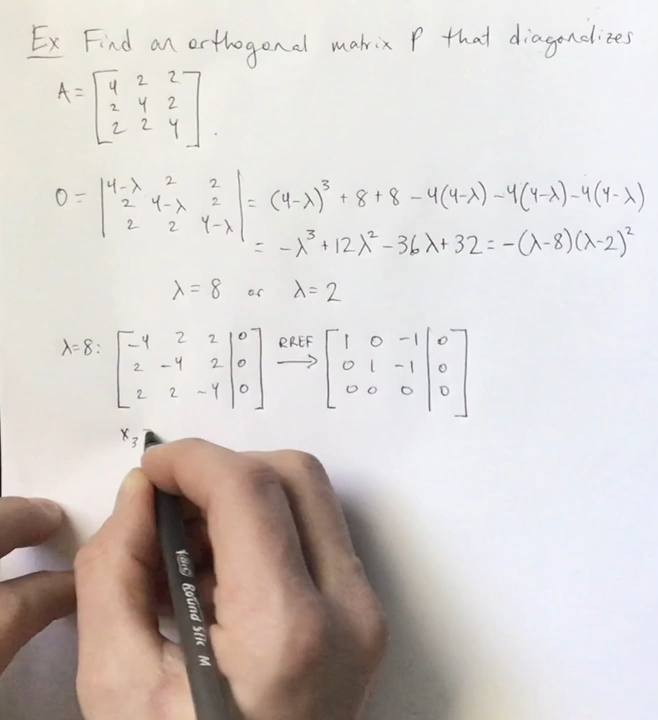 Ex Find an orthogonal matrix P that diagonalizes
A = [4 2 2
2 4 2
2 2 4].
0 = |4-λ 2 2
2 4-λ 2
2 2 4-λ| = (4-λ)³ + 8 + 8 - 4(4-λ) - 4(4-λ) - 4(4-λ)
= -λ³ + 12λ² - 36λ + 32 = -(λ-8)(λ-2)²
λ = 8 or λ = 2
λ=8: [-4 2 2 | 0
2 -4 2 | 0
2 2 -4 | 0] RREF → [1 0 -1 | 0
0 1 -1 | 0
0 0 0 | 0]
x₃
Round Stic M